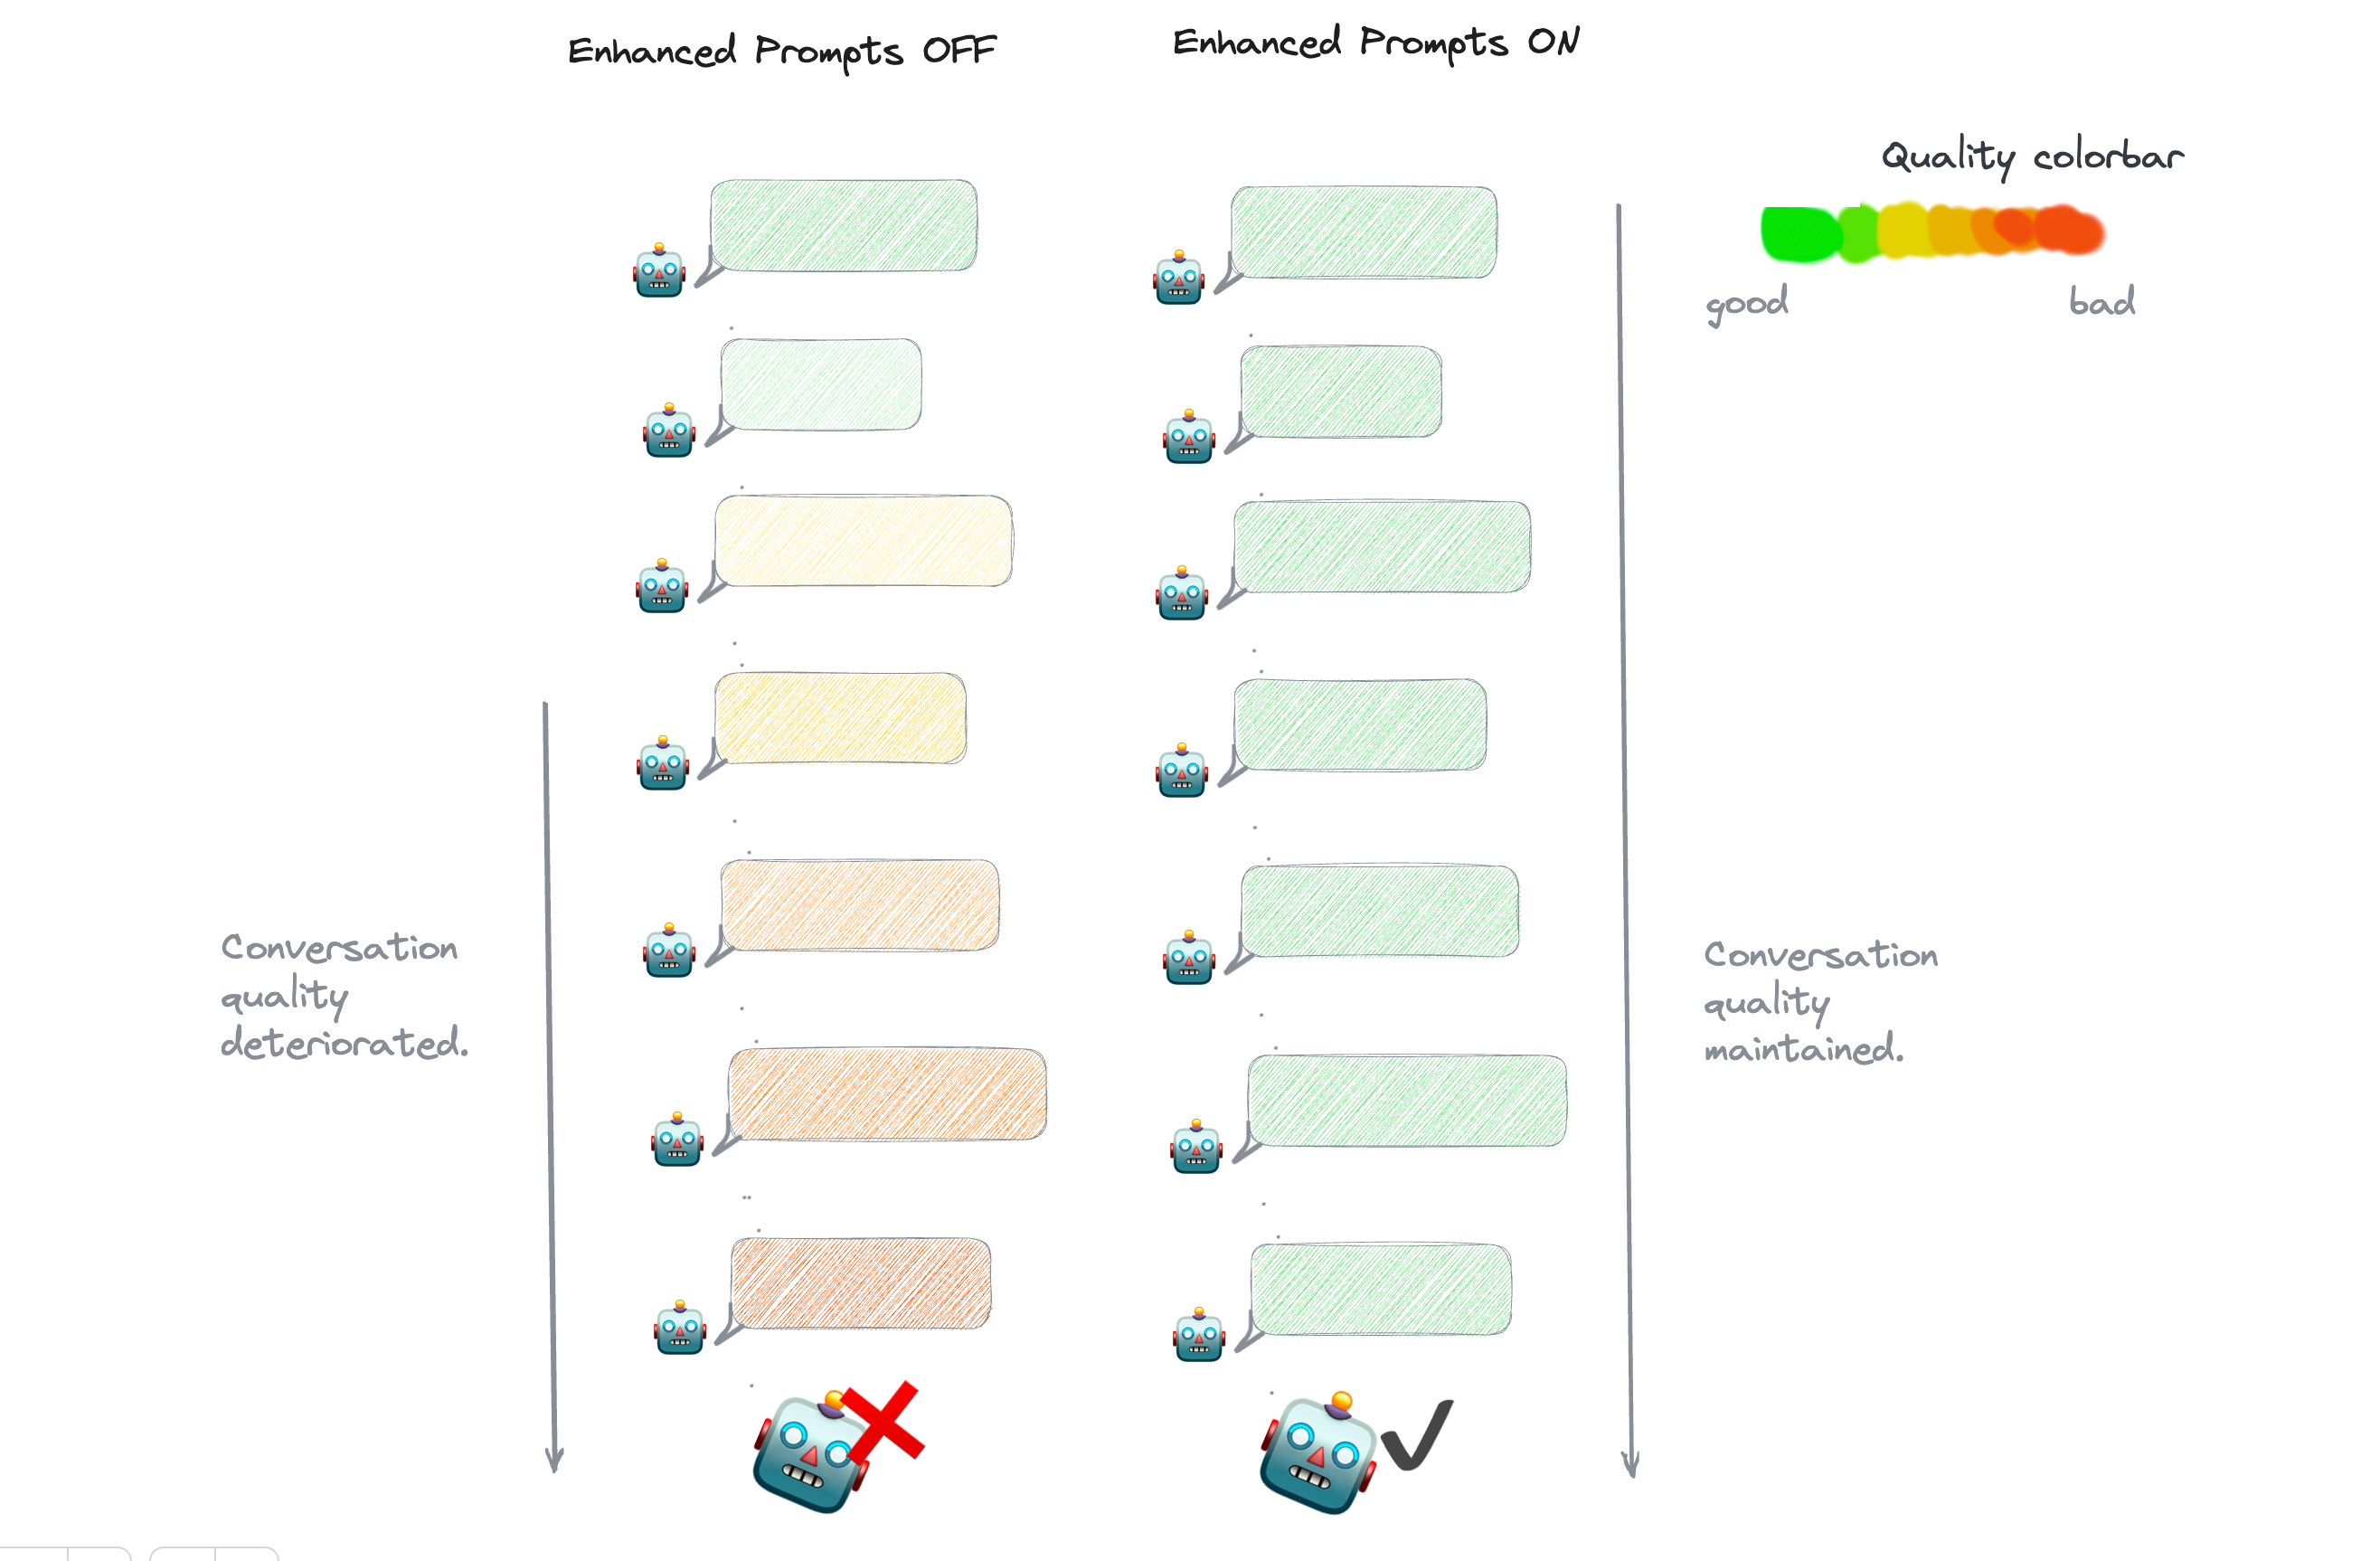 Enhanced Prompts OFF
Enhanced Prompts ON
Quality colorbar
good
bad
Conversation
quality
deteriorated.
Conversation
quality
maintained.